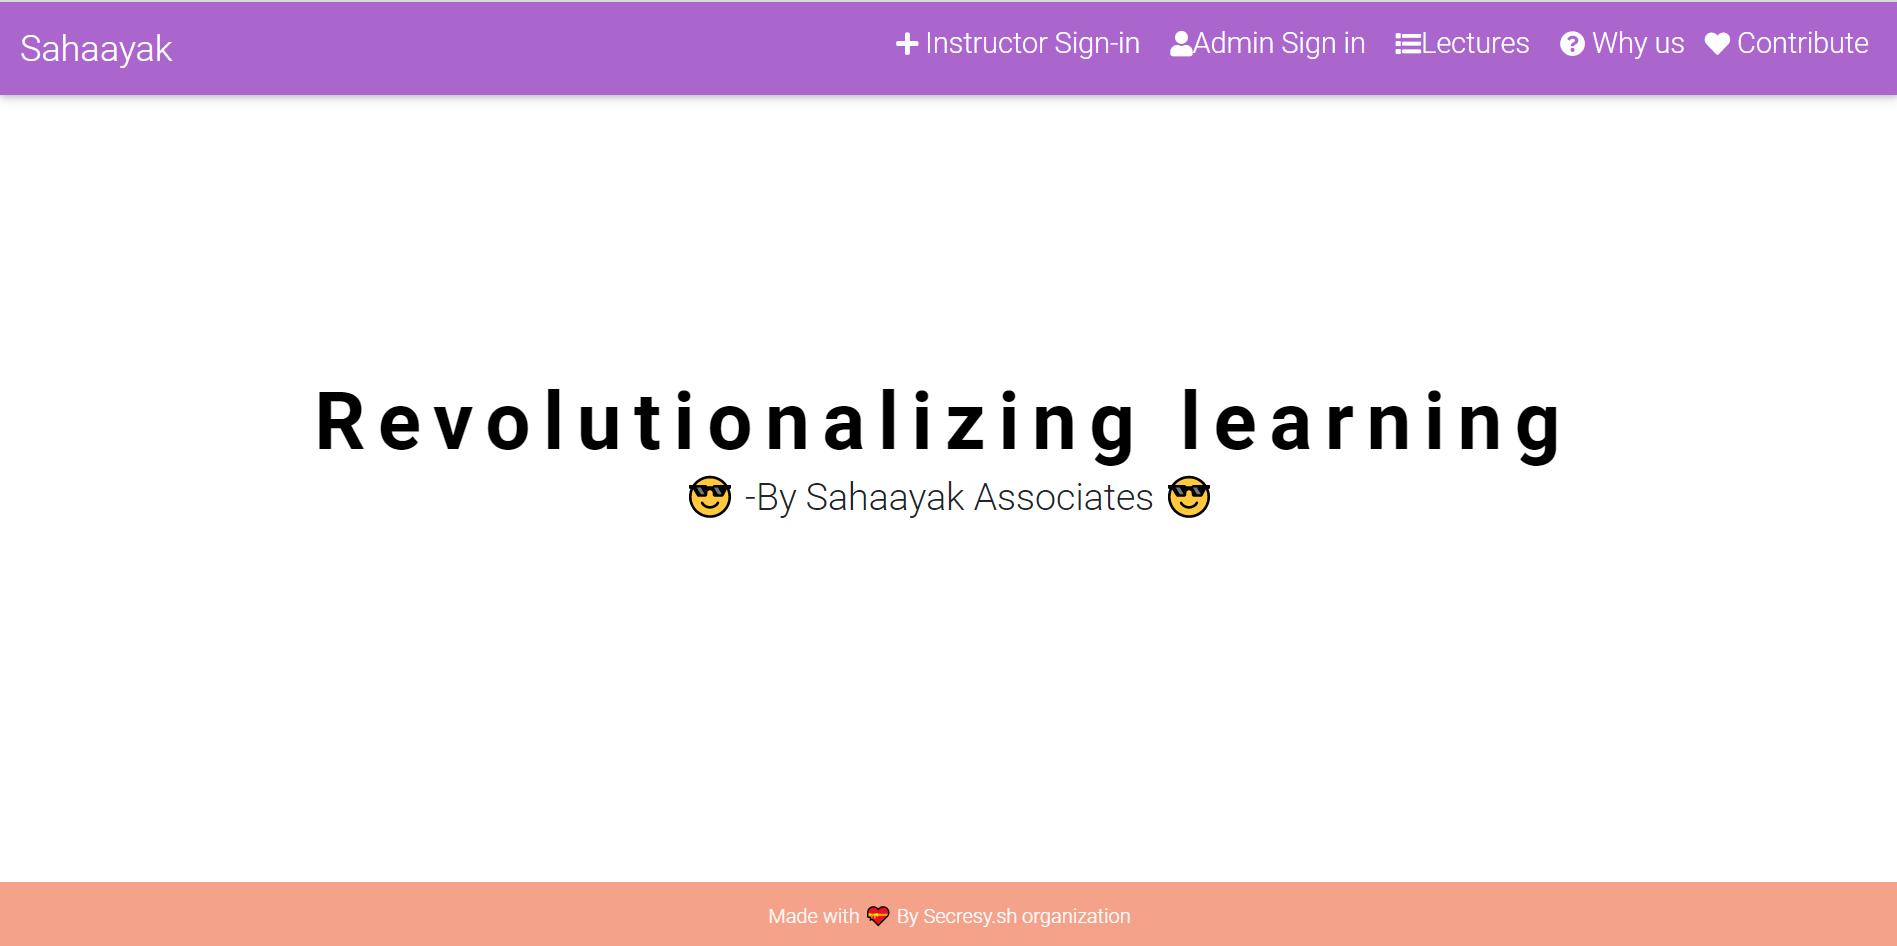 Sahaayak
Instructor Sign-in Admin Sign in Lectures Why us Contribute
Revolutionalizing learning
😎 -By Sahaayak Associates 😎
Made with 💝 By Secresy.sh organization